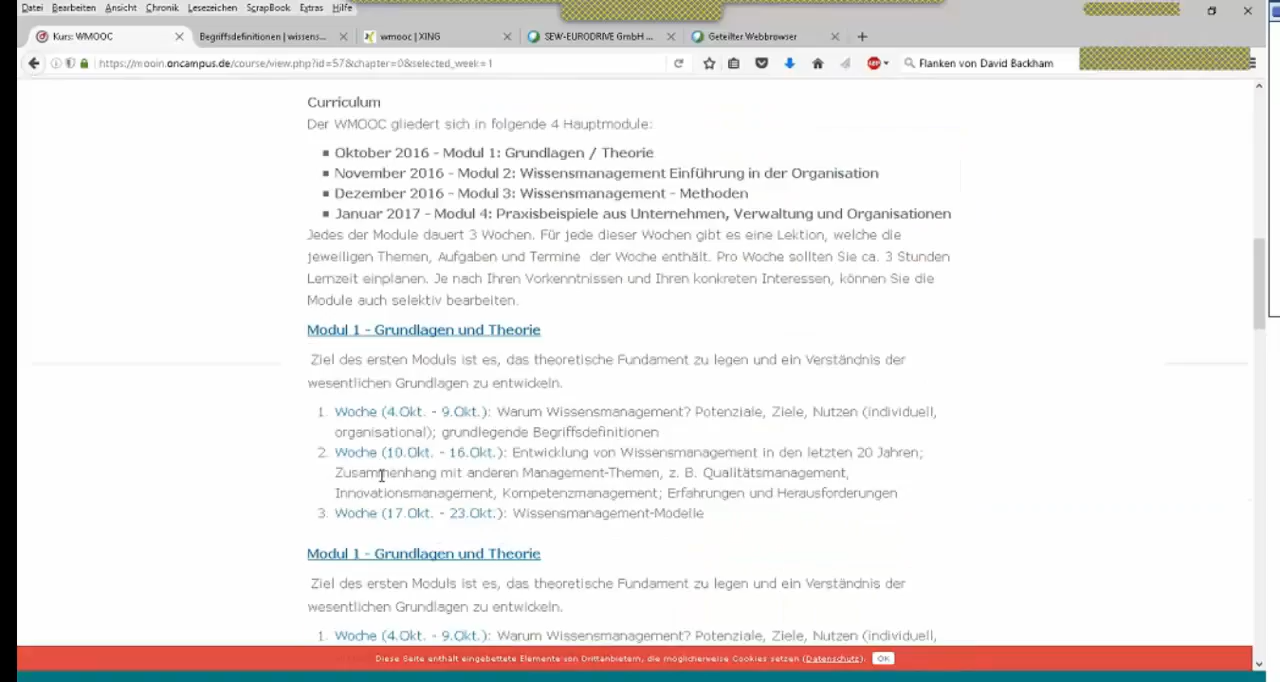 Datei Bearbeiten Ansicht Chronik Lesezeichen ScrapBook Extras Hilfe
Kurs: WMOOC
Begriffsdefinitionen | wissens...
wmooc | XING
SEW-EURODRIVE GmbH ...
Geteilter Webbrowser
https://mooin.oncampus.de/course/view.php?id=57&chapter=0&selected_week=1
ABP
Flanken von David Backham
Curriculum
Der WMOOC gliedert sich in folgende 4 Hauptmodule:
Oktober 2016 - Modul 1: Grundlagen / Theorie
November 2016 - Modul 2: Wissensmanagement Einführung in der Organisation
Dezember 2016 - Modul 3: Wissensmanagement - Methoden
Januar 2017 - Modul 4: Praxisbeispiele aus Unternehmen, Verwaltung und Organisationen
Jedes der Module dauert 3 Wochen. Für jede dieser Wochen gibt es eine Lektion, welche die
jeweiligen Themen, Aufgaben und Termine der Woche enthält. Pro Woche sollten Sie ca. 3 Stunden
Lernzeit einplanen. Je nach Ihren Vorkenntnissen und Ihren konkreten Interessen, können Sie die
Module auch selektiv bearbeiten.
Modul 1 - Grundlagen und Theorie
Ziel des ersten Moduls ist es, das theoretische Fundament zu legen und ein Verständnis der
wesentlichen Grundlagen zu entwickeln.
1. Woche (4.Okt. - 9.Okt.): Warum Wissensmanagement? Potenziale, Ziele, Nutzen (individuell,
organisational); grundlegende Begriffsdefinitionen
2. Woche (10.Okt. - 16.Okt.): Entwicklung von Wissensmanagement in den letzten 20 Jahren;
Zusammenhang mit anderen Management-Themen, z. B. Qualitätsmanagement,
Innovationsmanagement, Kompetenzmanagement; Erfahrungen und Herausforderungen
3. Woche (17.Okt. - 23.Okt.): Wissensmanagement-Modelle
Modul 1 - Grundlagen und Theorie
Ziel des ersten Moduls ist es, das theoretische Fundament zu legen und ein Verständnis der
wesentlichen Grundlagen zu entwickeln.
1. Woche (4.Okt. - 9.Okt.): Warum Wissensmanagement? Potenziale, Ziele, Nutzen (individuell,
Diese Seite enthält eingebettete Elemente von Drittanbietern, die möglicherweise Cookies setzen (Datenschutz). OK